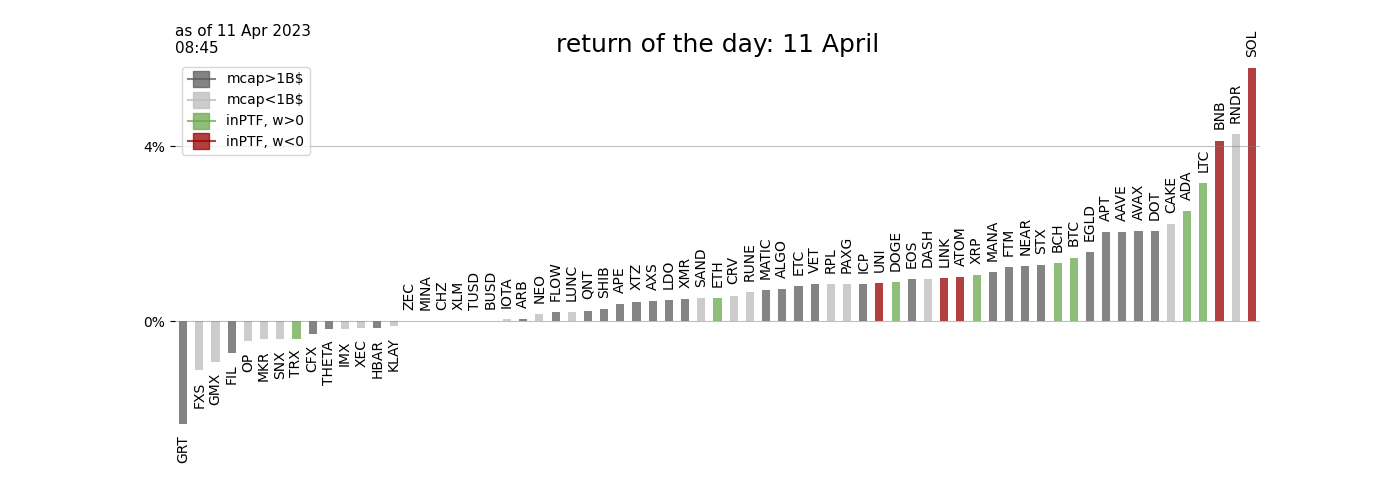 as of 11 Apr 2023
08:45
return of the day: 11 April
mcap>1B$
mcap<1B$
inPTF, w>0
inPTF, w<0
4%
0%
GRT
FXS
GMX
FIL
OP
MKR
SNX
TRX
CFX
THETA
IMX
XEC
HBAR
KLAY
ZEC
MINA
CHZ
XLM
TUSD
BUSD
IOTA
ARB
NEO
FLOW
LUNC
QNT
SHIB
APE
XTZ
AXS
LDO
XMR
SAND
ETH
CRV
RUNE
MATIC
ALGO
ETC
VET
RPL
PAXG
ICP
UNI
DOGE
EOS
DASH
LINK
ATOM
XRP
MANA
FTM
NEAR
STX
BCH
BTC
EGLD
APT
AAVE
AVAX
DOT
CAKE
ADA
LTC
BNB
RNDR
SOL